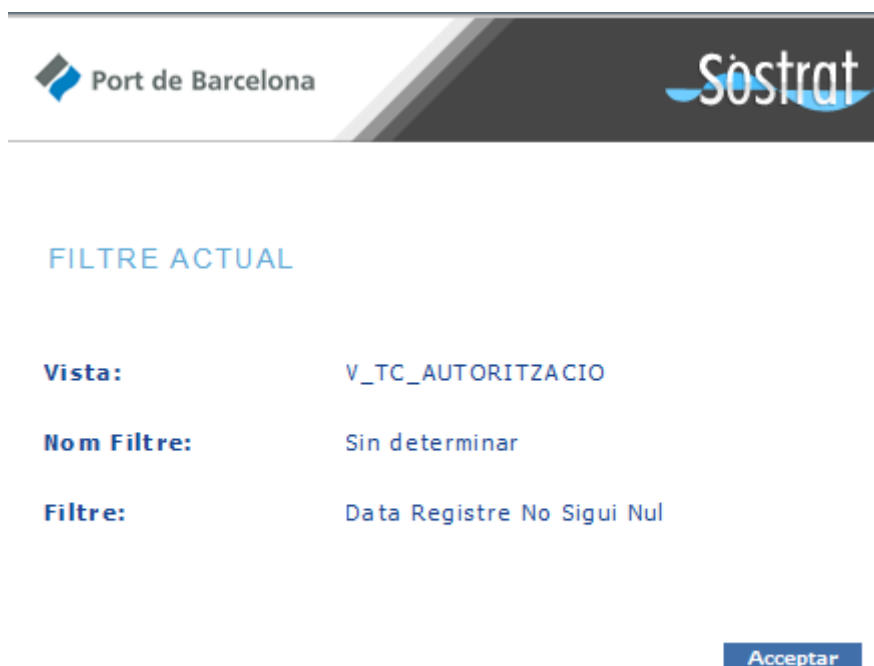 Port de Barcelona
Sòstrat
FILTRE ACTUAL
Vista: V_TC_AUTORITZACIO
Nom Filtre: Sin determinar
Filtre: Data Registre No Sigui Nul
Acceptar